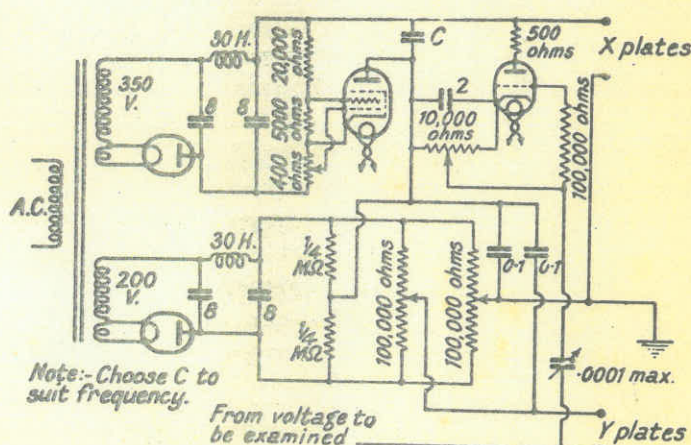 30 H.
350
V.
8
8
20,000
ohms
5000
ohms
400
ohms
C
2
10,000
ohms
500
ohms
X plates
100,000 ohms
A.C.
30 H.
200
V.
8
8
¼
MΩ
¼
MΩ
100,000 ohms
100,000 ohms
0·1
0·1
.0001 max.
Note:- Choose C to
suit frequency.
From voltage to
be examined
Y plates